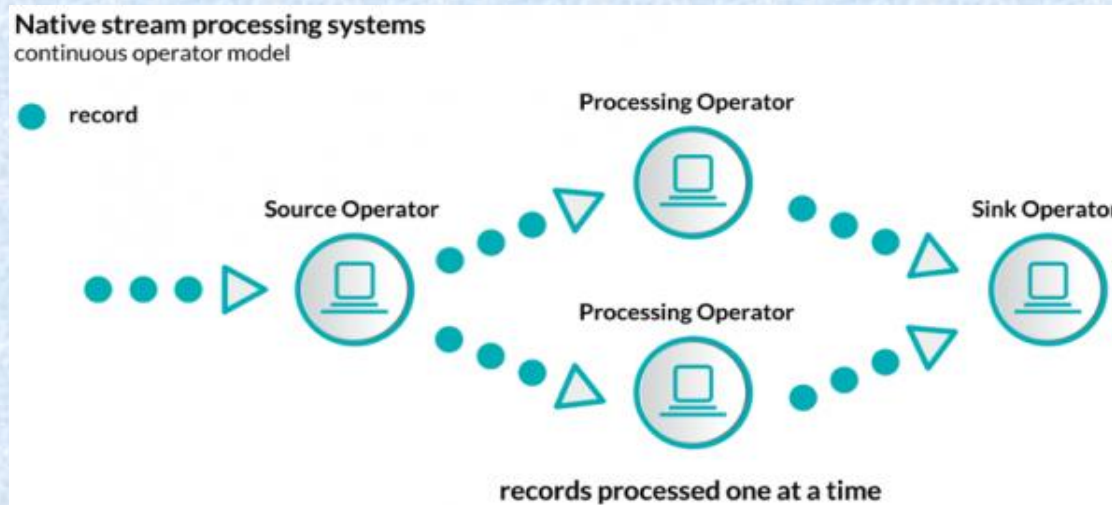 Native stream processing systems
continuous operator model
record
Processing Operator
Source Operator
Sink Operator
Processing Operator
records processed one at a time